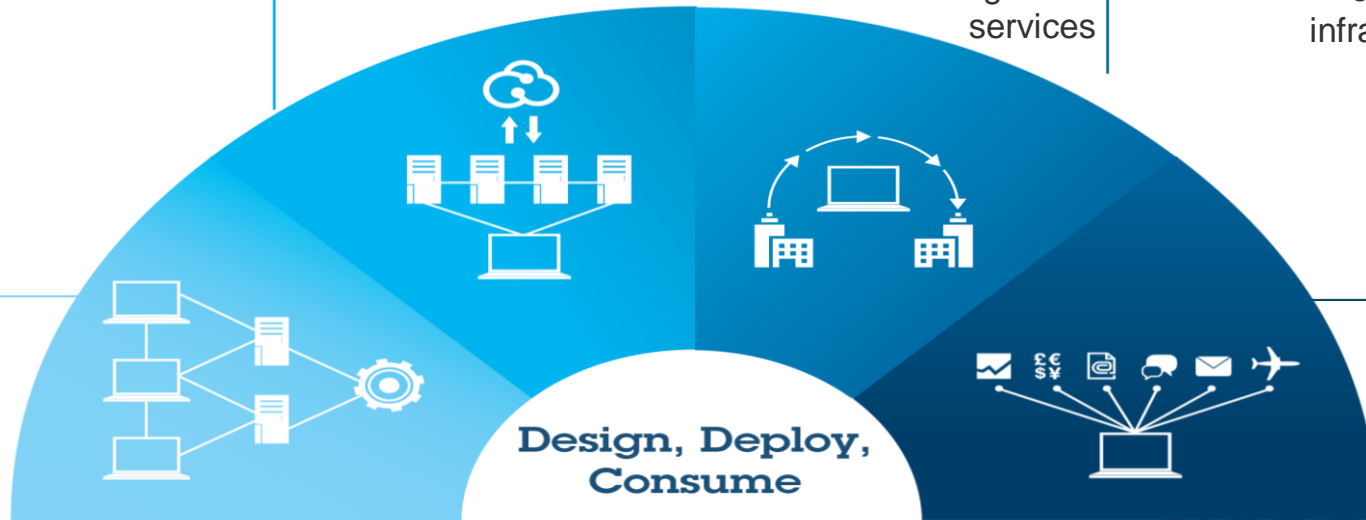 services
Design, Deploy,
Consume
£€
$¥